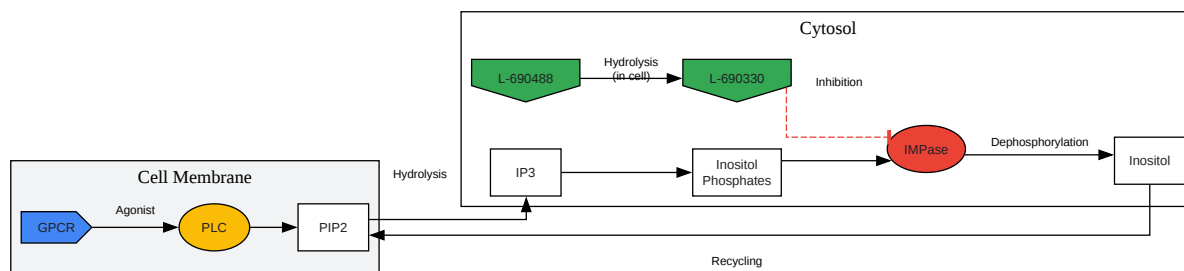 Cytosol
L-690488
Hydrolysis
(in cell)
L-690330
Inhibition
IMPase
Dephosphorylation
Inositol
IP3
Inositol
Phosphates
Hydrolysis
Cell Membrane
GPCR
Agonist
PLC
PIP2
Recycling